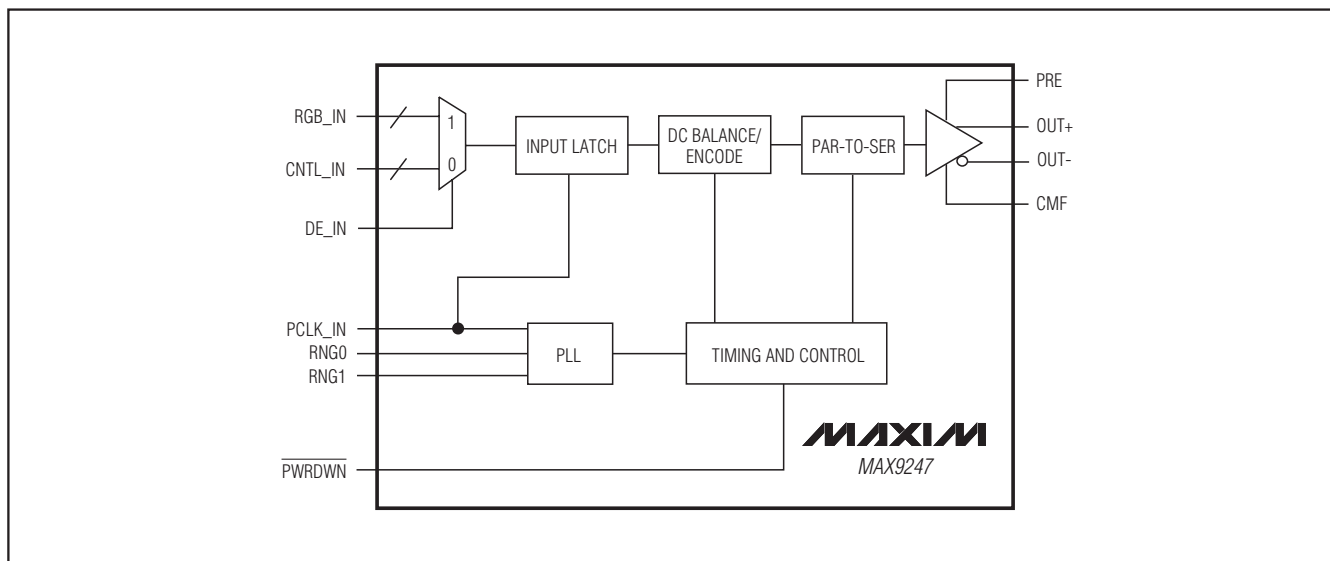 PRE
RGB_IN
1
INPUT LATCH
DC BALANCE/
ENCODE
PAR-TO-SER
OUT+
OUT-
CNTL_IN
0
CMF
DE_IN
PCLK_IN
RNG0
RNG1
PLL
TIMING AND CONTROL
MAXIM
MAX9247
PWRDWN